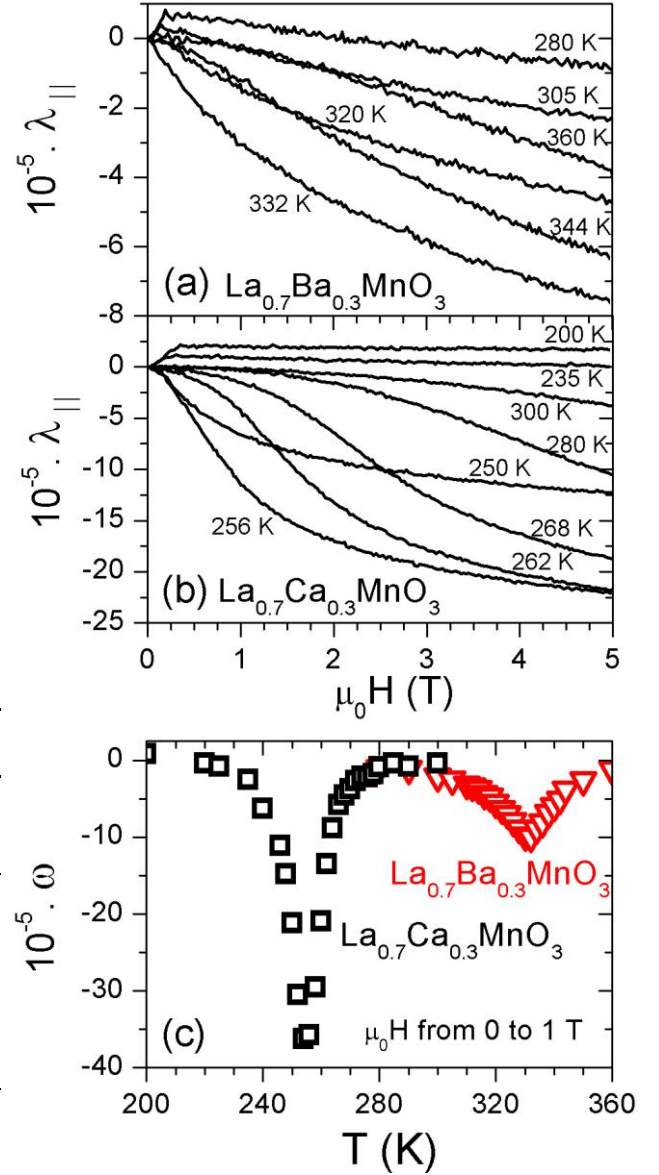 10⁻⁵ . λ||
0
-2
-4
-6
-8
280 K
305 K
320 K
360 K
344 K
332 K
(a) La₀.₇Ba₀.₃MnO₃
10⁻⁵ . λ||
0
-5
-10
-15
-20
-25
200 K
235 K
300 K
280 K
250 K
268 K
256 K
262 K
(b) La₀.₇Ca₀.₃MnO₃
0 1 2 3 4 5
μ₀H (T)
10⁻⁵ . ω
0
-10
-20
-30
-40
La₀.₇Ba₀.₃MnO₃
La₀.₇Ca₀.₃MnO₃
(c)
μ₀H from 0 to 1 T
200 240 280 320 360
T (K)